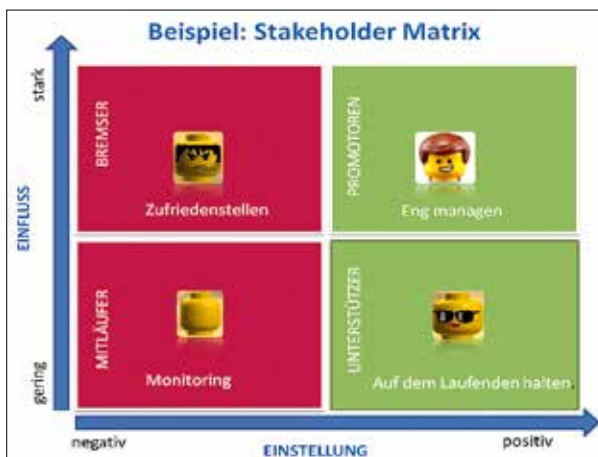 Beispiel: Stakeholder Matrix
stark
EINFLUSS
gering
BREMSER
Zufriedenstellen
PROMOTOREN
Eng managen
MITLÄUFER
Monitoring
UNTERSTÜTZER
Auf dem Laufenden halten
negativ
EINSTELLUNG
positiv